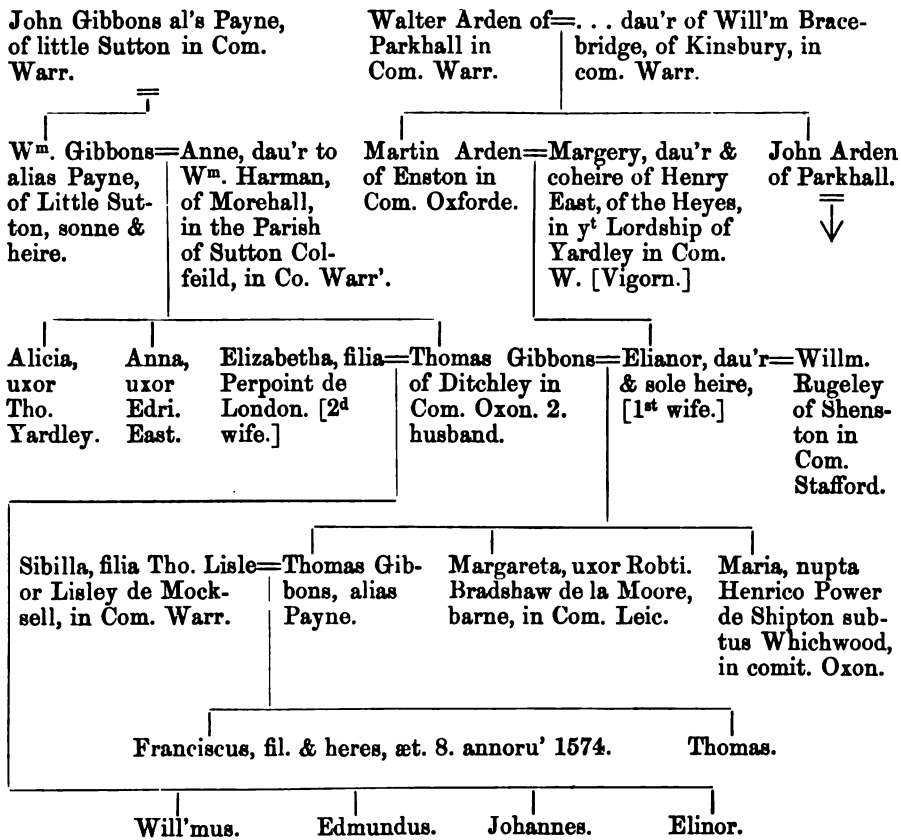 John Gibbons al's Payne,
of little Sutton in Com.
Warr.
Walter Arden of=. . . dau'r of Will'm Brace-
Parkhall in
Com. Warr.
bridge, of Kinsbury, in
com. Warr.
Wᵐ. Gibbons=Anne, dau'r to
alias Payne,
of Little Sut-
ton, sonne &
heire.
Wᵐ. Harman,
of Morehall,
in the Parish
of Sutton Col-
feild, in Co. Warr'.
Martin Arden=Margery, dau'r &
of Enston in
Com. Oxforde.
coheire of Henry
East, of the Heyes,
in yᵗ Lordship of
Yardley in Com.
W. [Vigorn.]
John Arden
of Parkhall.
Alicia,
uxor
Tho.
Yardley.
Anna,
uxor
Edri.
East.
Elizabetha, filia=Thomas Gibbons=Elianor, dau'r=Willm.
Perpoint de
London. [2ᵈ
wife.]
of Ditchley in
Com. Oxon. 2.
husband.
& sole heire,
[1ˢᵗ wife.]
Rugeley
of Shens-
ton in
Com.
Stafford.
Sibilla, filia Tho. Lisle=Thomas Gib-
or Lisley de Mock-
sell, in Com. Warr.
bons, alias
Payne.
Margareta, uxor Robti.
Bradshaw de la Moore,
barne, in Com. Leic.
Maria, nupta
Henrico Power
de Shipton sub-
tus Whichwood,
in comit. Oxon.
Franciscus, fil. & heres, æt. 8. annoru' 1574.
Thomas.
Will'mus.
Edmundus.
Johannes.
Elinor.